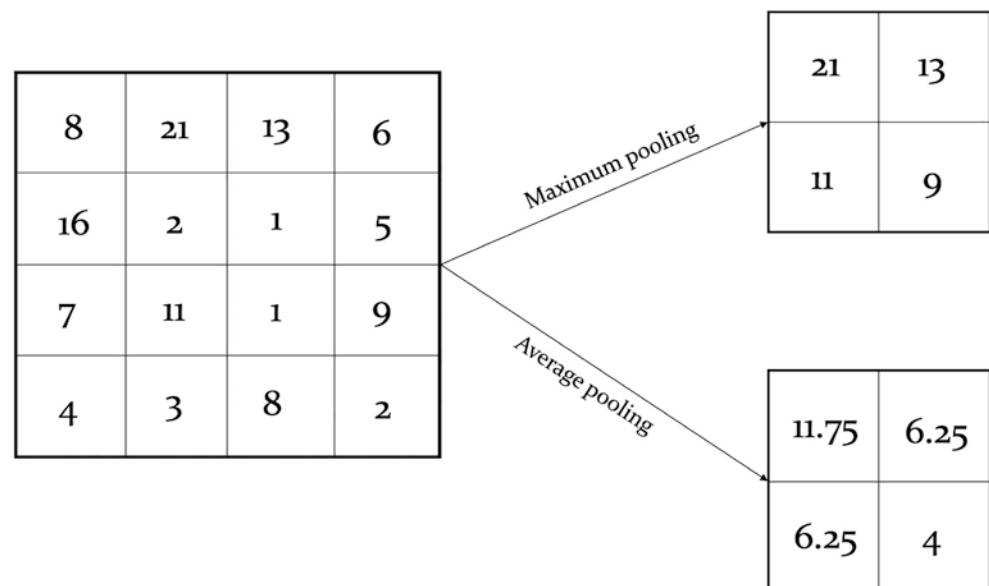 8 21 13 6
16 2 1 5
7 11 1 9
4 3 8 2
Maximum pooling
21 13
11 9
Average pooling
11.75 6.25
6.25 4